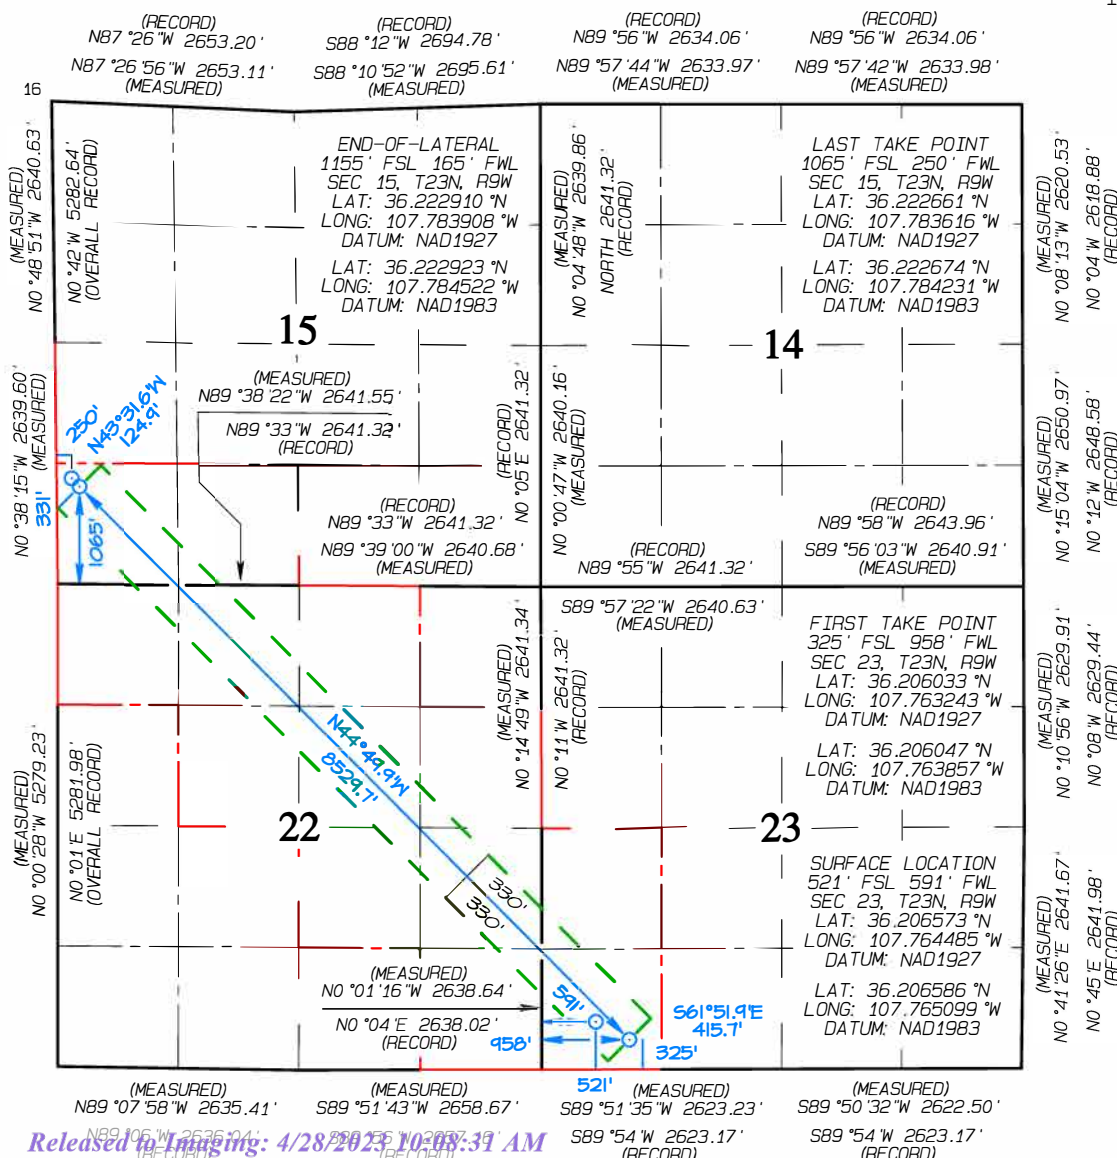 (RECORD)
N87°26'W 2653.20'
N87°26'56"W 2653.11'
(MEASURED)
(RECORD)
S88°12'W 2694.78'
S88°10'52"W 2695.61'
(MEASURED)
(RECORD)
N89°56'W 2634.06'
N89°57'44"W 2633.97'
(MEASURED)
(RECORD)
N89°56'W 2634.06'
N89°57'42"W 2633.98'
(MEASURED)
16
(MEASURED)
N0°48'51"W 2640.63'
N0°42'W 5282.64'
(OVERALL RECORD)
END-OF-LATERAL
1155' FSL 165' FWL
SEC 15, T23N, R9W
LAT: 36.222910°N
LONG: 107.783908°W
DATUM: NAD1927
LAT: 36.222923°N
LONG: 107.784522°W
DATUM: NAD1983
15
(MEASURED)
N0°04'48"W 2639.86'
NORTH 2641.32'
(RECORD)
LAST TAKE POINT
1065' FSL 250' FWL
SEC 15, T23N, R9W
LAT: 36.222661°N
LONG: 107.783616°W
DATUM: NAD1927
LAT: 36.222674°N
LONG: 107.784231°W
DATUM: NAD1983
14
(MEASURED)
N0°08'13"W 2620.53'
N0°04'W 2618.88'
(RECORD)
N0°38'15"W 2639.60'
(MEASURED)
331'
250'
N43°31.6'W
124.9'
1065'
(MEASURED)
N89°38'22"W 2641.55'
N89°33'W 2641.32'
(RECORD)
(RECORD)
N0°05'E 2641.32'
N0°00'47"W 2640.16'
(MEASURED)
(RECORD)
N89°33'W 2641.32'
N89°39'00"W 2640.68'
(MEASURED)
(RECORD)
N89°55'W 2641.32'
(RECORD)
N89°58'W 2643.96'
S89°56'03"W 2640.91'
(MEASURED)
N0°15'04"W 2650.97'
(MEASURED)
N0°12'W 2648.58'
(RECORD)
S89°57'22"W 2640.63'
(MEASURED)
(MEASURED)
N0°14'49"W 2641.34'
N0°11'W 2641.32'
(RECORD)
FIRST TAKE POINT
325' FSL 958' FWL
SEC 23, T23N, R9W
LAT: 36.206033°N
LONG: 107.763243°W
DATUM: NAD1927
LAT: 36.206047°N
LONG: 107.763857°W
DATUM: NAD1983
(MEASURED)
N0°10'56"W 2629.91'
N0°08'W 2629.44'
(RECORD)
(MEASURED)
N0°00'28"W 5279.23'
N0°01'E 5281.98'
(OVERALL RECORD)
N44°49.9'W
8529.7'
22
23
330'
330'
SURFACE LOCATION
521' FSL 591' FWL
SEC 23, T23N, R9W
LAT: 36.206573°N
LONG: 107.764485°W
DATUM: NAD1927
LAT: 36.206586°N
LONG: 107.765099°W
DATUM: NAD1983
(MEASURED)
N0°41'26"E 2641.67'
N0°45'E 2641.98'
(RECORD)
(MEASURED)
N0°01'16"W 2638.64'
N0°04'E 2638.02'
(RECORD)
591'
958'
S61°51.9'E
415.7'
325'
521'
(MEASURED)
N89°07'58"W 2635.41'
N89°06'W 2636.04'
(RECORD)
(MEASURED)
S89°51'43"W 2658.67'
(RECORD)
(MEASURED)
S89°51'35"W 2623.23'
S89°54'W 2623.17'
(RECORD)
(MEASURED)
S89°50'32"W 2622.50'
S89°54'W 2623.17'
(RECORD)
Released to Imaging: 4/28/2023 10:08:31 AM